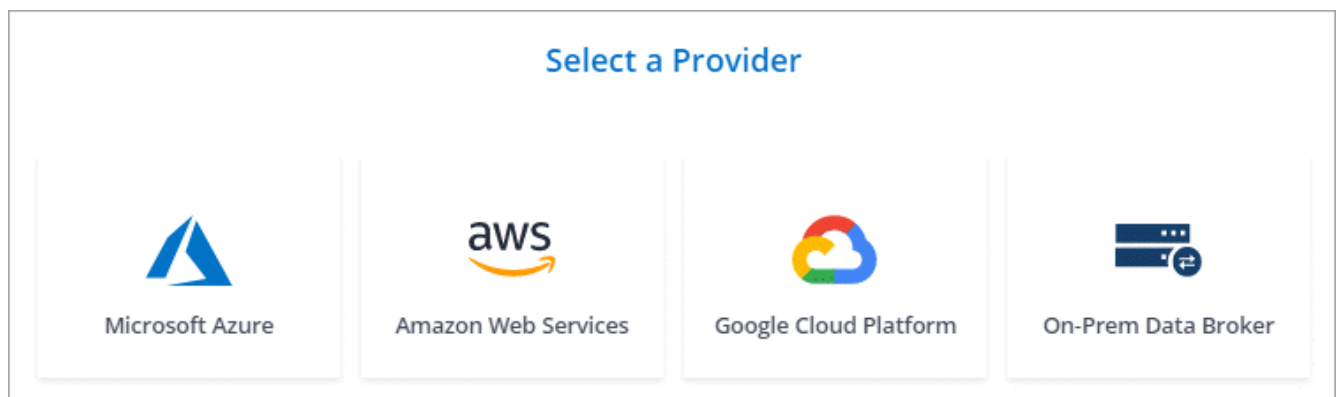 Select a Provider
aws
Microsoft Azure
Amazon Web Services
Google Cloud Platform
On-Prem Data Broker